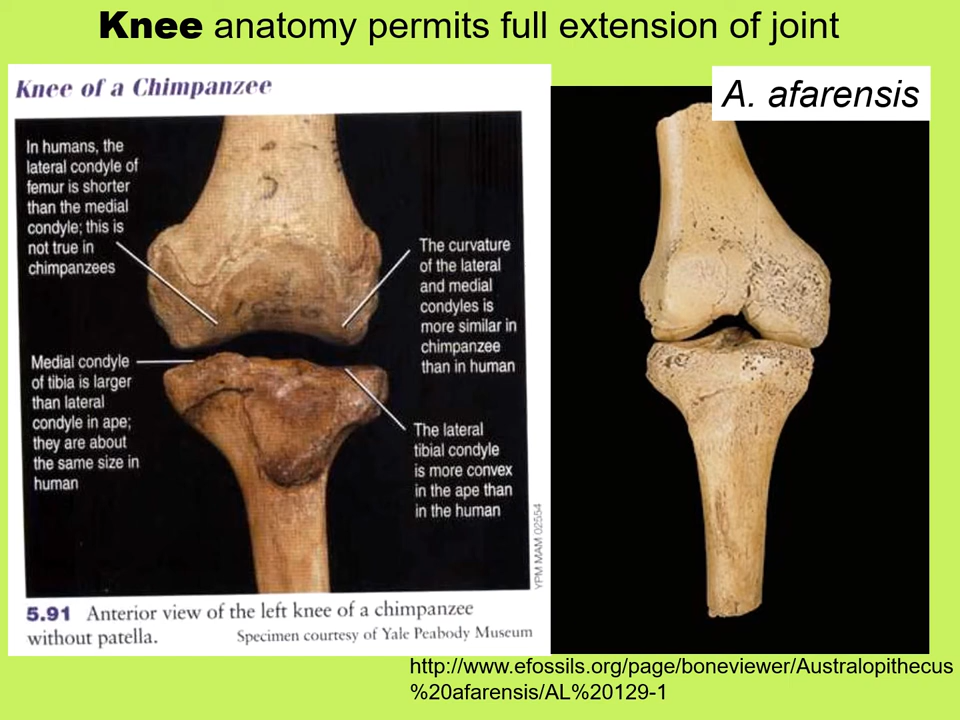 Knee anatomy permits full extension of joint
Knee of a Chimpanzee
A. afarensis
In humans, the
lateral condyle of
femur is shorter
than the medial
condyle; this is
not true in
chimpanzees
The curvature
of the lateral
and medial
condyles is
more similar in
chimpanzee
than in human
Medial condyle
of tibia is larger
than lateral
condyle in ape;
they are about
the same size in
human
The lateral
tibial condyle
is more convex
in the ape than
in the human
YPM MAM 02554
5.91 Anterior view of the left knee of a chimpanzee
without patella. Specimen courtesy of Yale Peabody Museum
http://www.efossils.org/page/boneviewer/Australopithecus
%20afarensis/AL%20129-1